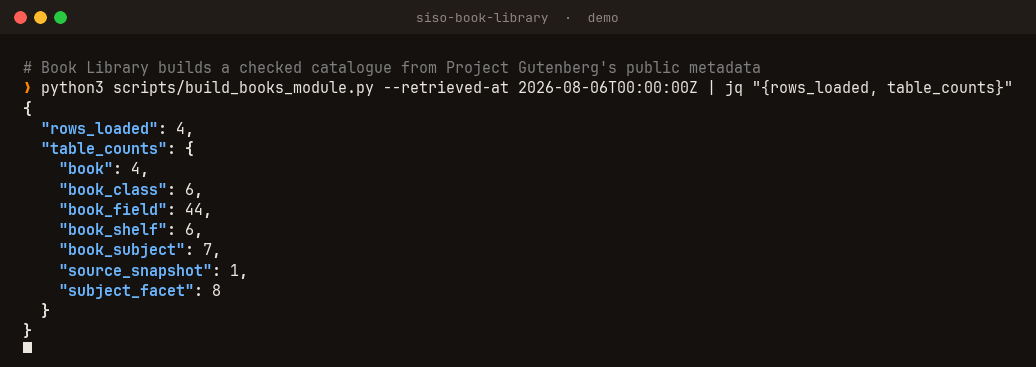 siso-book-library · demo
# Book Library builds a checked catalogue from Project Gutenberg's public metadata
❯ python3 scripts/build_books_module.py --retrieved-at 2026-08-06T00:00:00Z | jq "{rows_loaded, table_counts}"
{
  "rows_loaded": 4,
  "table_counts": {
    "book": 4,
    "book_class": 6,
    "book_field": 44,
    "book_shelf": 6,
    "book_subject": 7,
    "source_snapshot": 1,
    "subject_facet": 8
  }
}